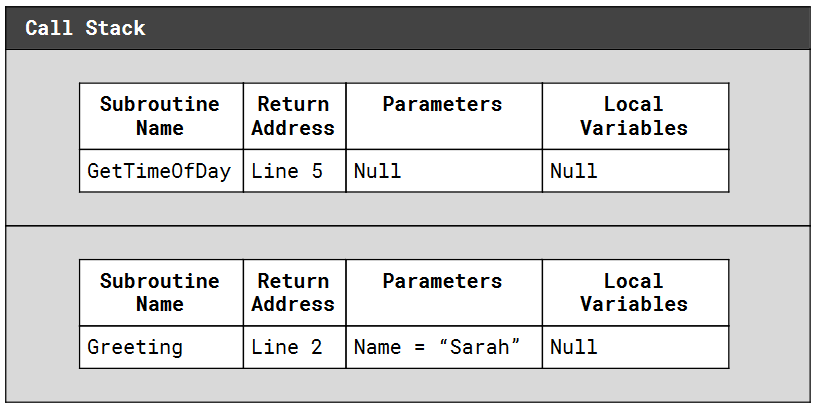 Call Stack
Subroutine Name Return Address Parameters Local Variables
GetTimeOfDay Line 5 Null Null
Subroutine Name Return Address Parameters Local Variables
Greeting Line 2 Name = “Sarah” Null